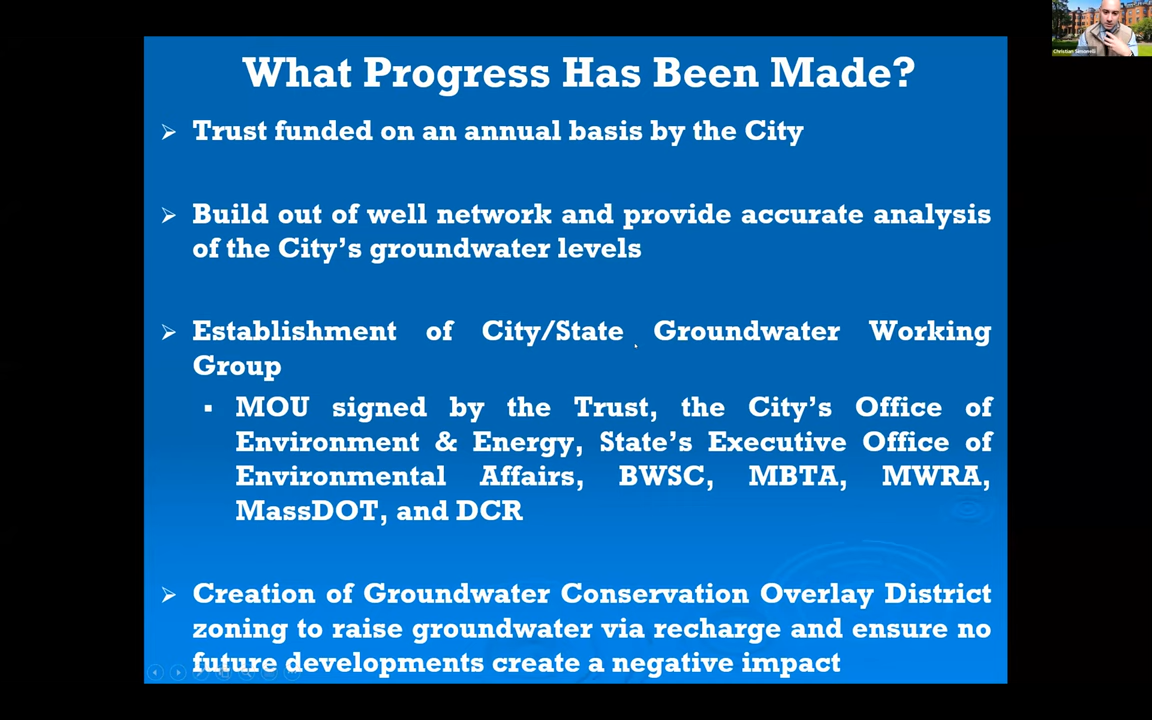 What Progress Has Been Made?
➢ Trust funded on an annual basis by the City
➢ Build out of well network and provide accurate analysis
of the City’s groundwater levels
➢ Establishment of City/State Groundwater Working
Group
▪ MOU signed by the Trust, the City’s Office of
Environment & Energy, State’s Executive Office of
Environmental Affairs, BWSC, MBTA, MWRA,
MassDOT, and DCR
➢ Creation of Groundwater Conservation Overlay District
zoning to raise groundwater via recharge and ensure no
future developments create a negative impact
Christian Simonelli